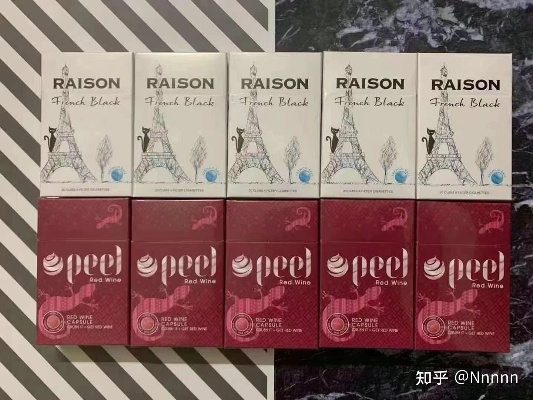 RAISON RAISON RAISON RAISON RAISON
French Black French Black French Black French Black French Black
peel peel peel peel peel
Red Wine Red Wine Red Wine Red Wine Red Wine
RED WINE RED WINE RED WINE RED WINE RED WINE
CAPSULE CAPSULE CAPSULE CAPSULE CAPSULE
知乎 @Nnnnn